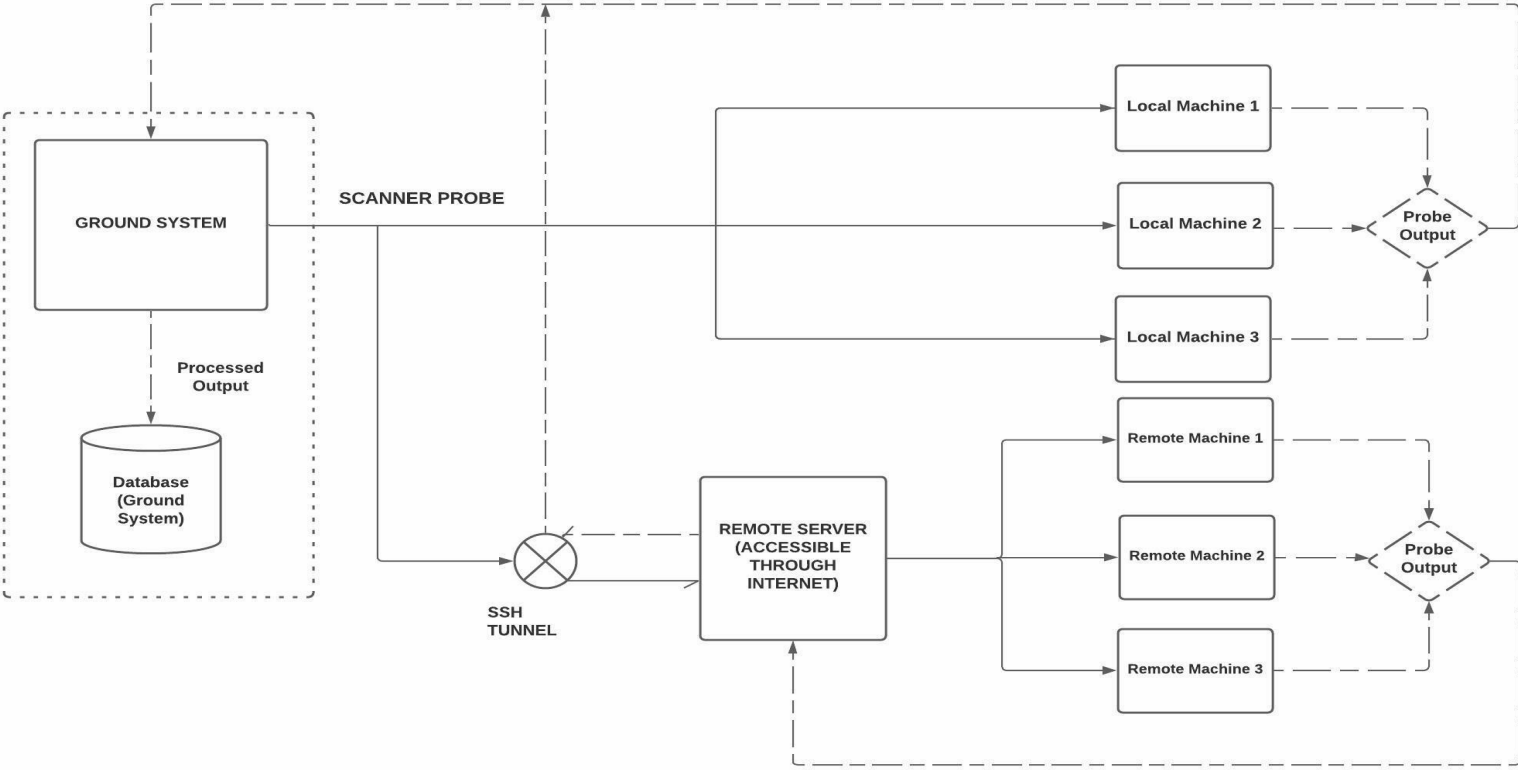 GROUND SYSTEM
SCANNER PROBE
Processed
Output
Database
(Ground
System)
Local Machine 1
Local Machine 2
Local Machine 3
Probe
Output
SSH
TUNNEL
REMOTE SERVER
(ACCESSIBLE
THROUGH
INTERNET)
Remote Machine 1
Remote Machine 2
Remote Machine 3
Probe
Output